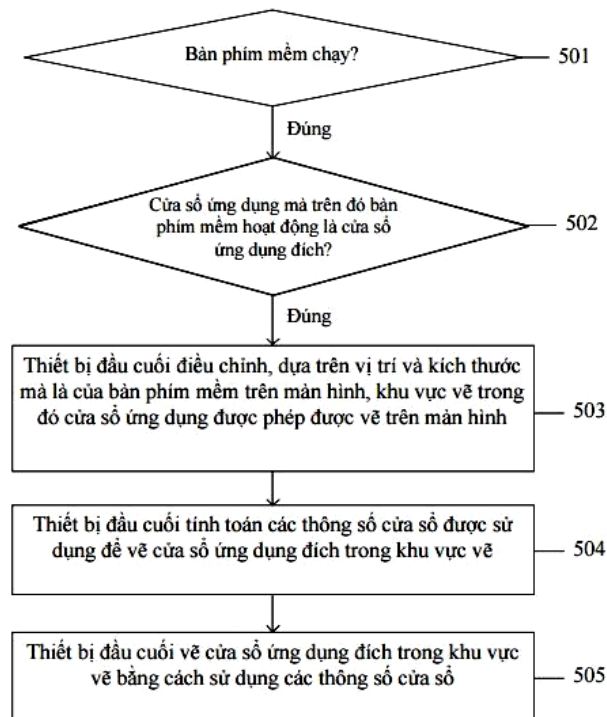 Bàn phím mềm chạy?
501
Đúng
Cửa sổ ứng dụng mà trên đó bàn
phím mềm hoạt động là cửa sổ
ứng dụng đích?
502
Đúng
Thiết bị đầu cuối điều chỉnh, dựa trên vị trí và kích thước
mà là của bàn phím mềm trên màn hình, khu vực vẽ trong
đó cửa sổ ứng dụng được phép được vẽ trên màn hình
503
Thiết bị đầu cuối tính toán các thông số cửa sổ được sử
dụng để vẽ cửa sổ ứng dụng đích trong khu vực vẽ
504
Thiết bị đầu cuối vẽ cửa sổ ứng dụng đích trong khu vực
vẽ bằng cách sử dụng các thông số cửa sổ
505